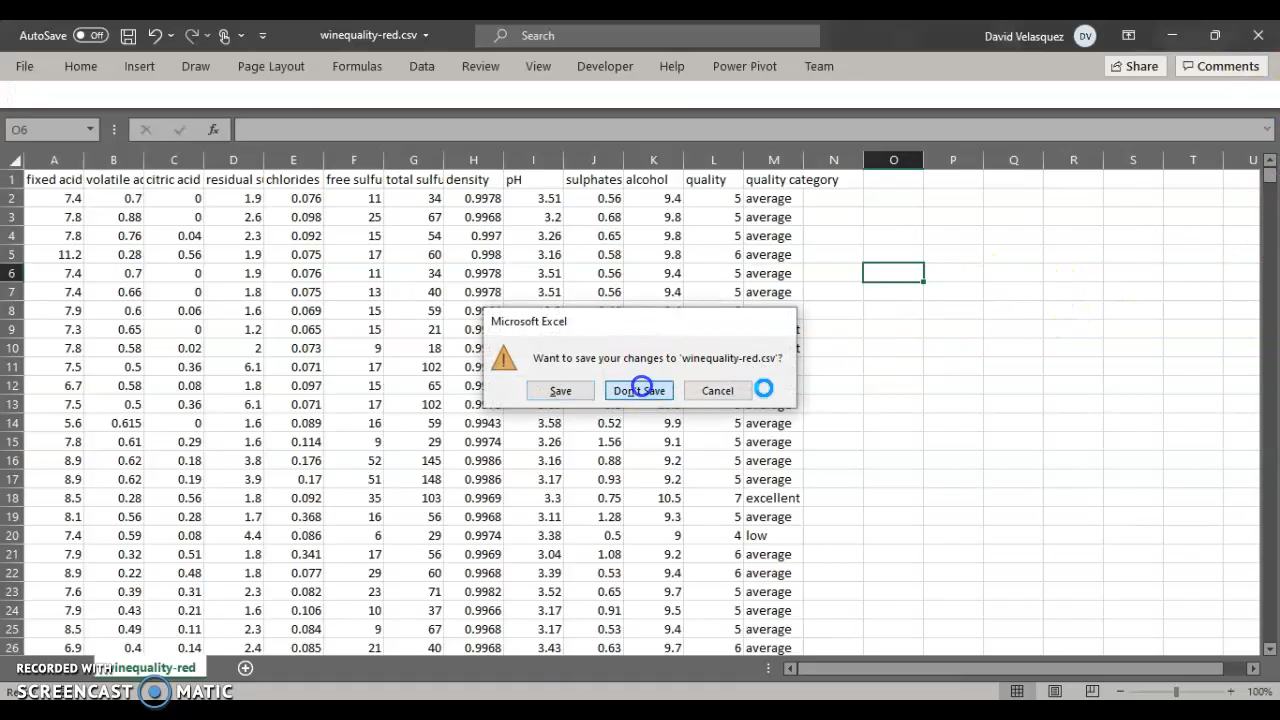 AutoSave Off winequality-red.csv Search David Velasquez DV
File Home Insert Draw Page Layout Formulas Data Review View Developer Help Power Pivot Team Share Comments
O6 fx
A B C D E F G H I J K L M N O P Q R S T U
1 fixed acid volatile ac citric acid residual su chlorides free sulfu total sulfu density pH sulphates alcohol quality quality category
2 7.4 0.7 0 1.9 0.076 11 34 0.9978 3.51 0.56 9.4 5 average
3 7.8 0.88 0 2.6 0.098 25 67 0.9968 3.2 0.68 9.8 5 average
4 7.8 0.76 0.04 2.3 0.092 15 54 0.997 3.26 0.65 9.8 5 average
5 11.2 0.28 0.56 1.9 0.075 17 60 0.998 3.16 0.58 9.8 6 average
6 7.4 0.7 0 1.9 0.076 11 34 0.9978 3.51 0.56 9.4 5 average
7 7.4 0.66 0 1.8 0.075 13 40 0.9978 3.51 0.56 9.4 5 average
8 7.9 0.6 0.06 1.6 0.069 15 59
9 7.3 0.65 0 1.2 0.065 15 21
10 7.8 0.58 0.02 2 0.073 9 18
11 7.5 0.5 0.36 6.1 0.071 17 102
12 6.7 0.58 0.08 1.8 0.097 15 65
13 7.5 0.5 0.36 6.1 0.071 17 102
Microsoft Excel
Want to save your changes to 'winequality-red.csv'?
Save Don't Save Cancel
14 5.6 0.615 0 1.6 0.089 16 59 0.9943 3.58 0.52 9.9 5 average
15 7.8 0.61 0.29 1.6 0.114 9 29 0.9974 3.26 1.56 9.1 5 average
16 8.9 0.62 0.18 3.8 0.176 52 145 0.9986 3.16 0.88 9.2 5 average
17 8.9 0.62 0.19 3.9 0.17 51 148 0.9986 3.17 0.93 9.2 5 average
18 8.5 0.28 0.56 1.8 0.092 35 103 0.9969 3.3 0.75 10.5 7 excellent
19 8.1 0.56 0.28 1.7 0.368 16 56 0.9968 3.11 1.28 9.3 5 average
20 7.4 0.59 0.08 4.4 0.086 6 29 0.9974 3.38 0.5 9 4 low
21 7.9 0.32 0.51 1.8 0.341 17 56 0.9969 3.04 1.08 9.2 6 average
22 8.9 0.22 0.48 1.8 0.077 29 60 0.9968 3.39 0.53 9.4 6 average
23 7.6 0.39 0.31 2.3 0.082 23 71 0.9982 3.52 0.65 9.7 5 average
24 7.9 0.43 0.21 1.6 0.106 10 37 0.9966 3.17 0.91 9.5 5 average
25 8.5 0.49 0.11 2.3 0.084 9 67 0.9968 3.17 0.53 9.4 5 average
26 6.9 0.4 0.14 2.4 0.085 21 40 0.9968 3.43 0.63 9.7 6 average
RECORDED WITH winequality-red
SCREENCAST MATIC 100%